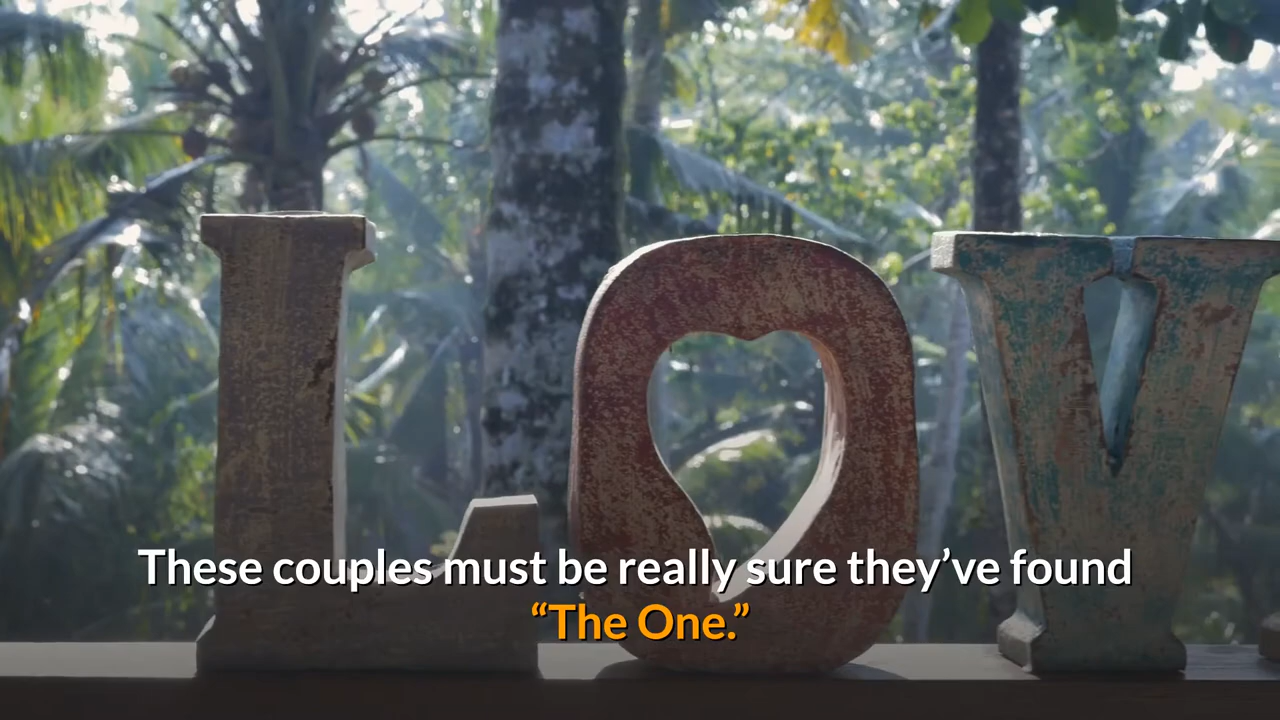 LOV
These couples must be really sure they’ve found
“The One.”